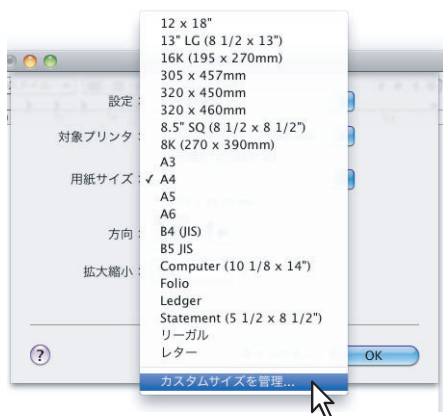 設定：
対象プリンタ：
用紙サイズ：
方向：
拡大縮小：
12 x 18"
13" LG (8 1/2 x 13")
16K (195 x 270mm)
305 x 457mm
320 x 450mm
320 x 460mm
8.5" SQ (8 1/2 x 8 1/2")
8K (270 x 390mm)
A3
✓ A4
A5
A6
B4 (JIS)
B5 JIS
Computer (10 1/8 x 14")
Folio
Ledger
Statement (5 1/2 x 8 1/2")
リーガル
レター
カスタムサイズを管理...
?
OK